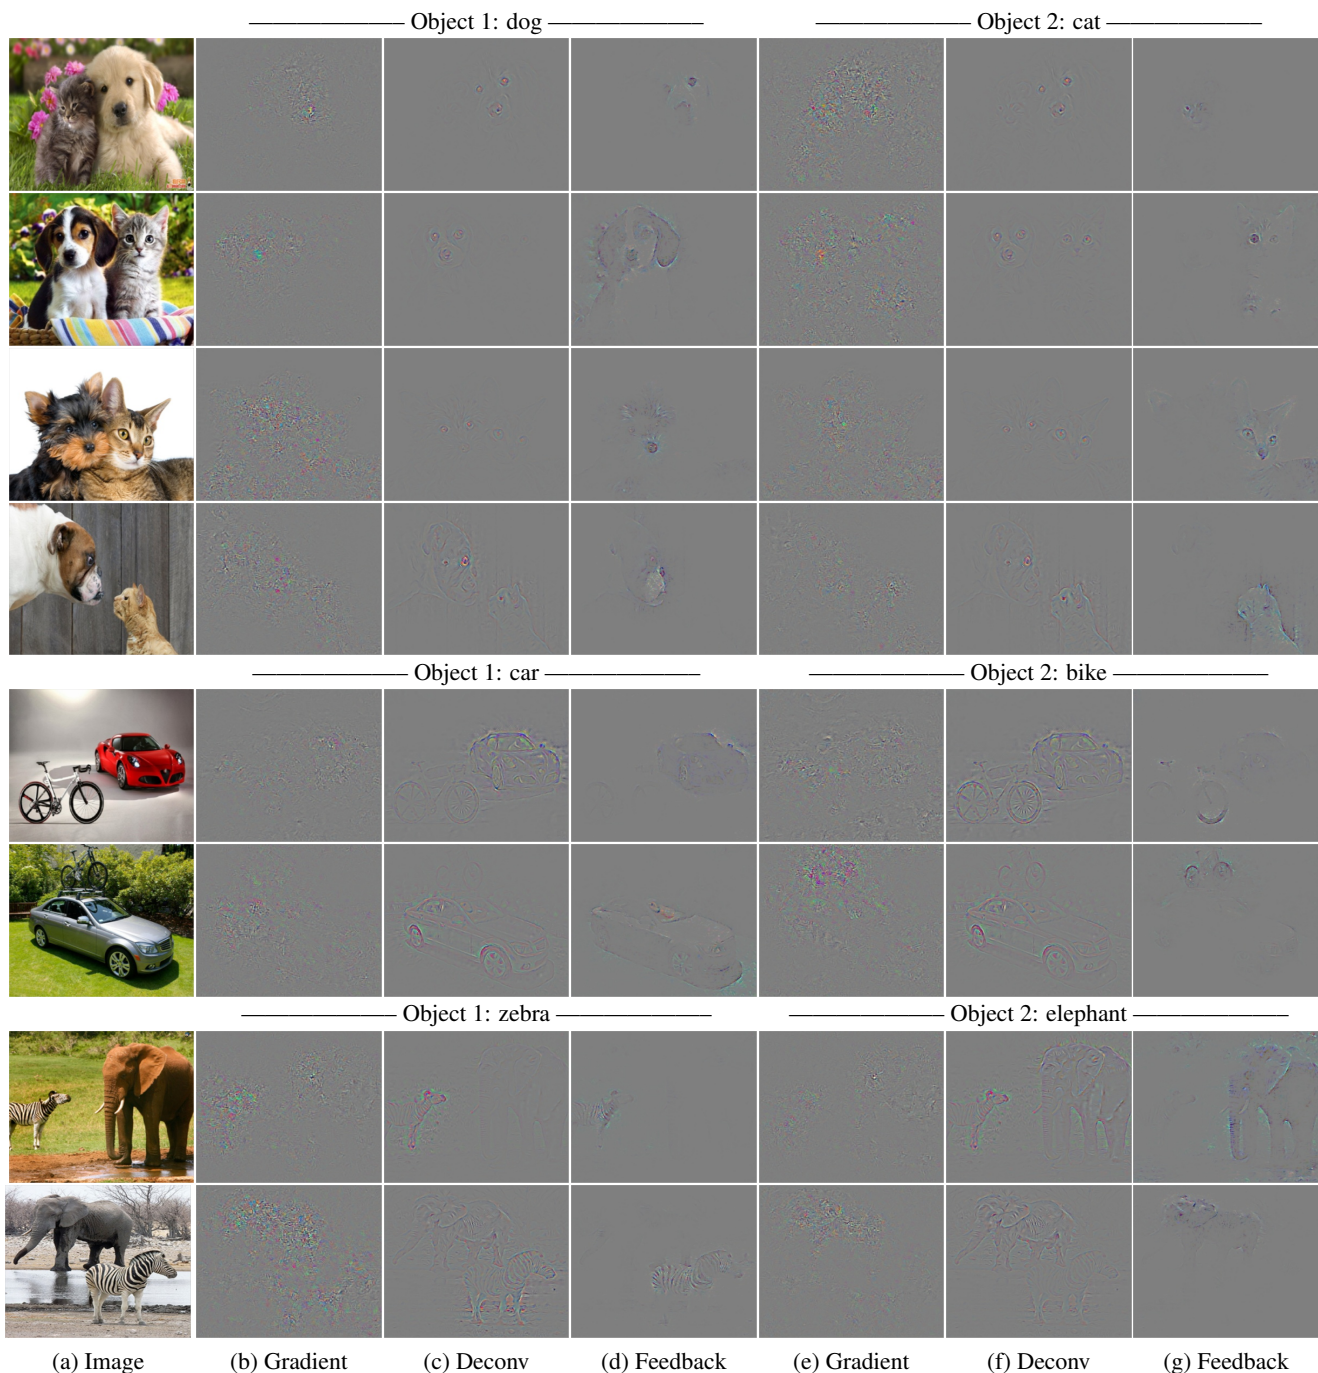 Object 1: dog Object 2: cat
Object 1: car Object 2: bike
Object 1: zebra Object 2: elephant
(a) Image (b) Gradient (c) Deconv (d) Feedback (e) Gradient (f) Deconv (g) Feedback